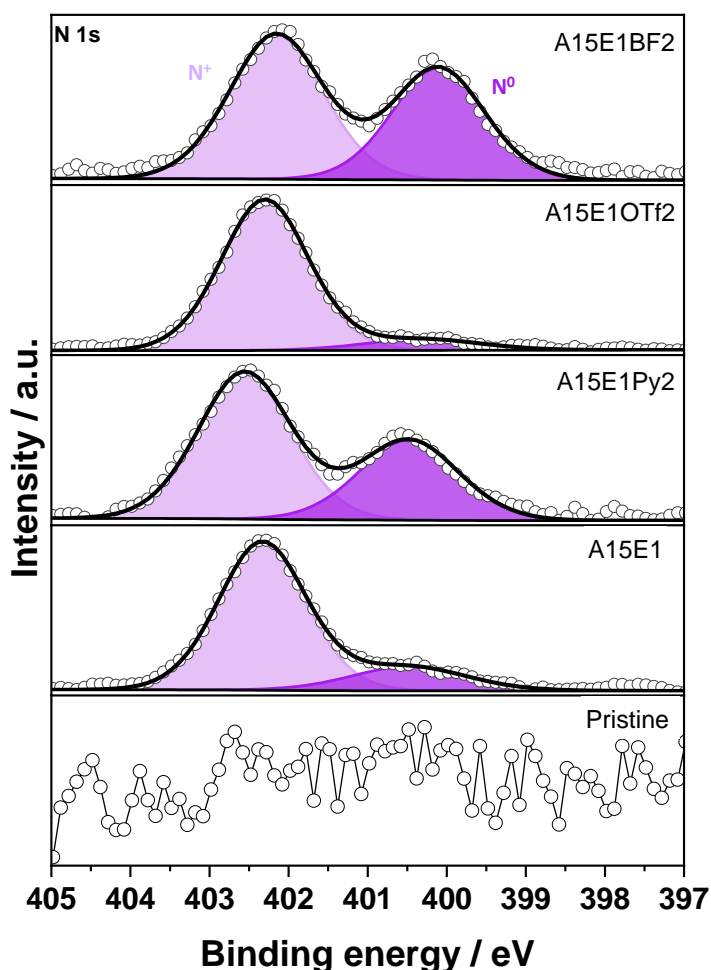 N 1s
A15E1BF2
N⁺
N⁰
A15E1OTf2
A15E1Py2
A15E1
Pristine
Intensity / a.u.
405 404 403 402 401 400 399 398 397
Binding energy / eV